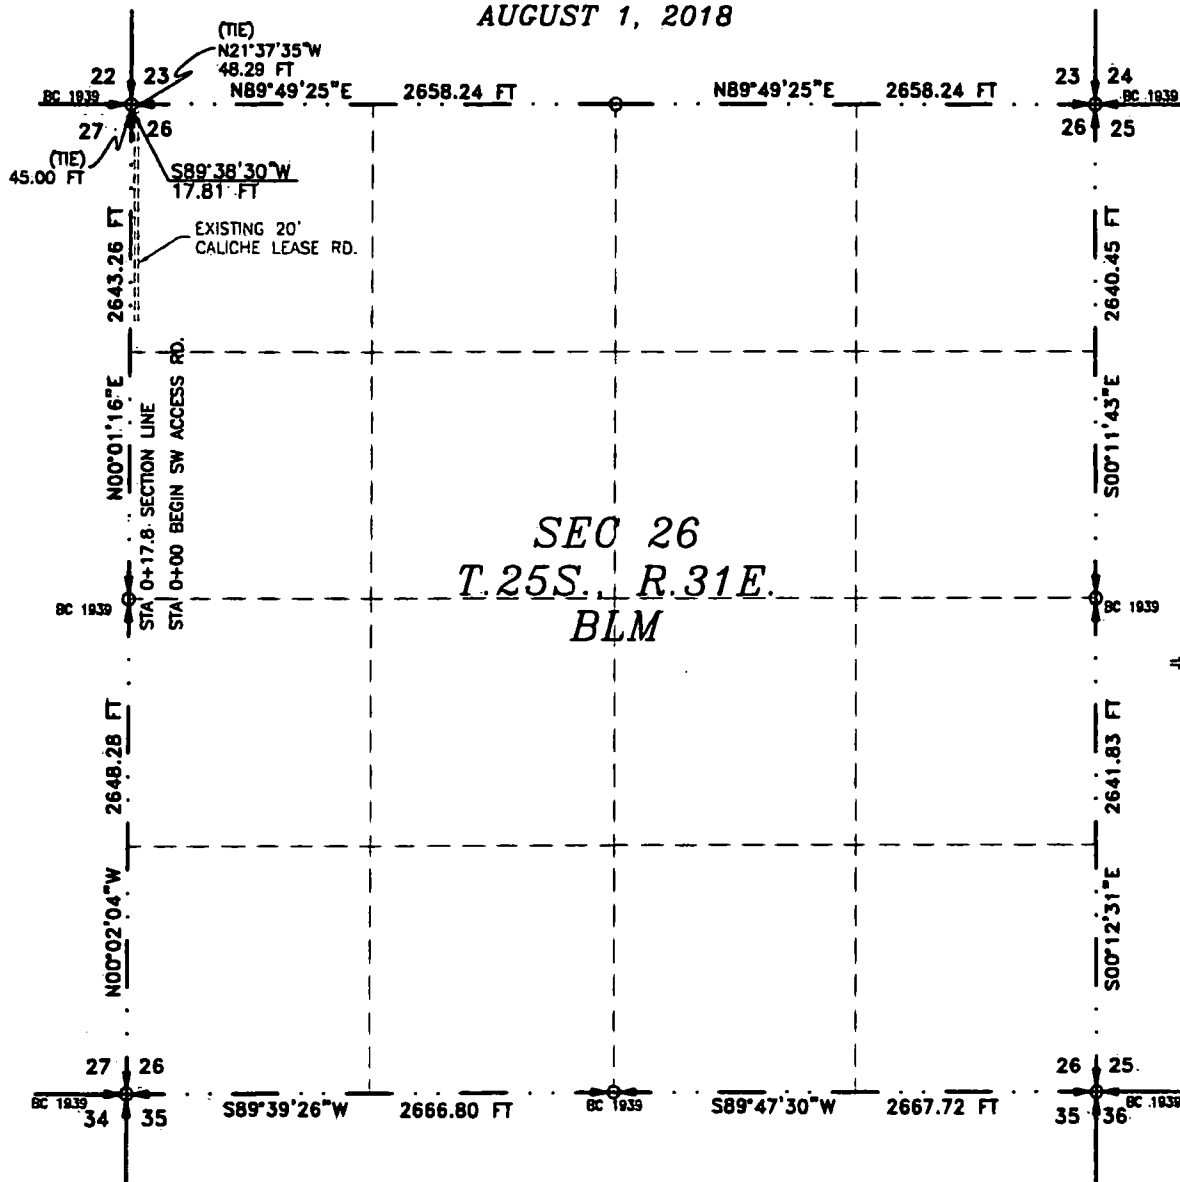 AUGUST 1, 2018
(TIE)
N21°37'35"W
48.29 FT
22 23
BC 1939
N89°49'25"E 2658.24 FT
N89°49'25"E 2658.24 FT
23 24
BC 1939
27 26
26 25
(TIE)
45.00 FT
S89°38'30"W
17.81 FT
EXISTING 20'
CALICHE LEASE RD.
2643.26 FT
N00°01'16"E
STA 0+17.8 SECTION LINE
STA 0+00 BEGIN SW ACCESS RD.
2640.45 FT
S00°11'43"E
SEC 26
T.25S., R.31E.
BLM
BC 1939
BC 1939
2648.28 FT
N00°02'04"W
2641.83 FT
S00°12'31"E
27 26
26 25
BC 1939
34 35
S89°39'26"W 2666.80 FT
BC 1939
S89°47'30"W 2667.72 FT
35 36
BC 1939